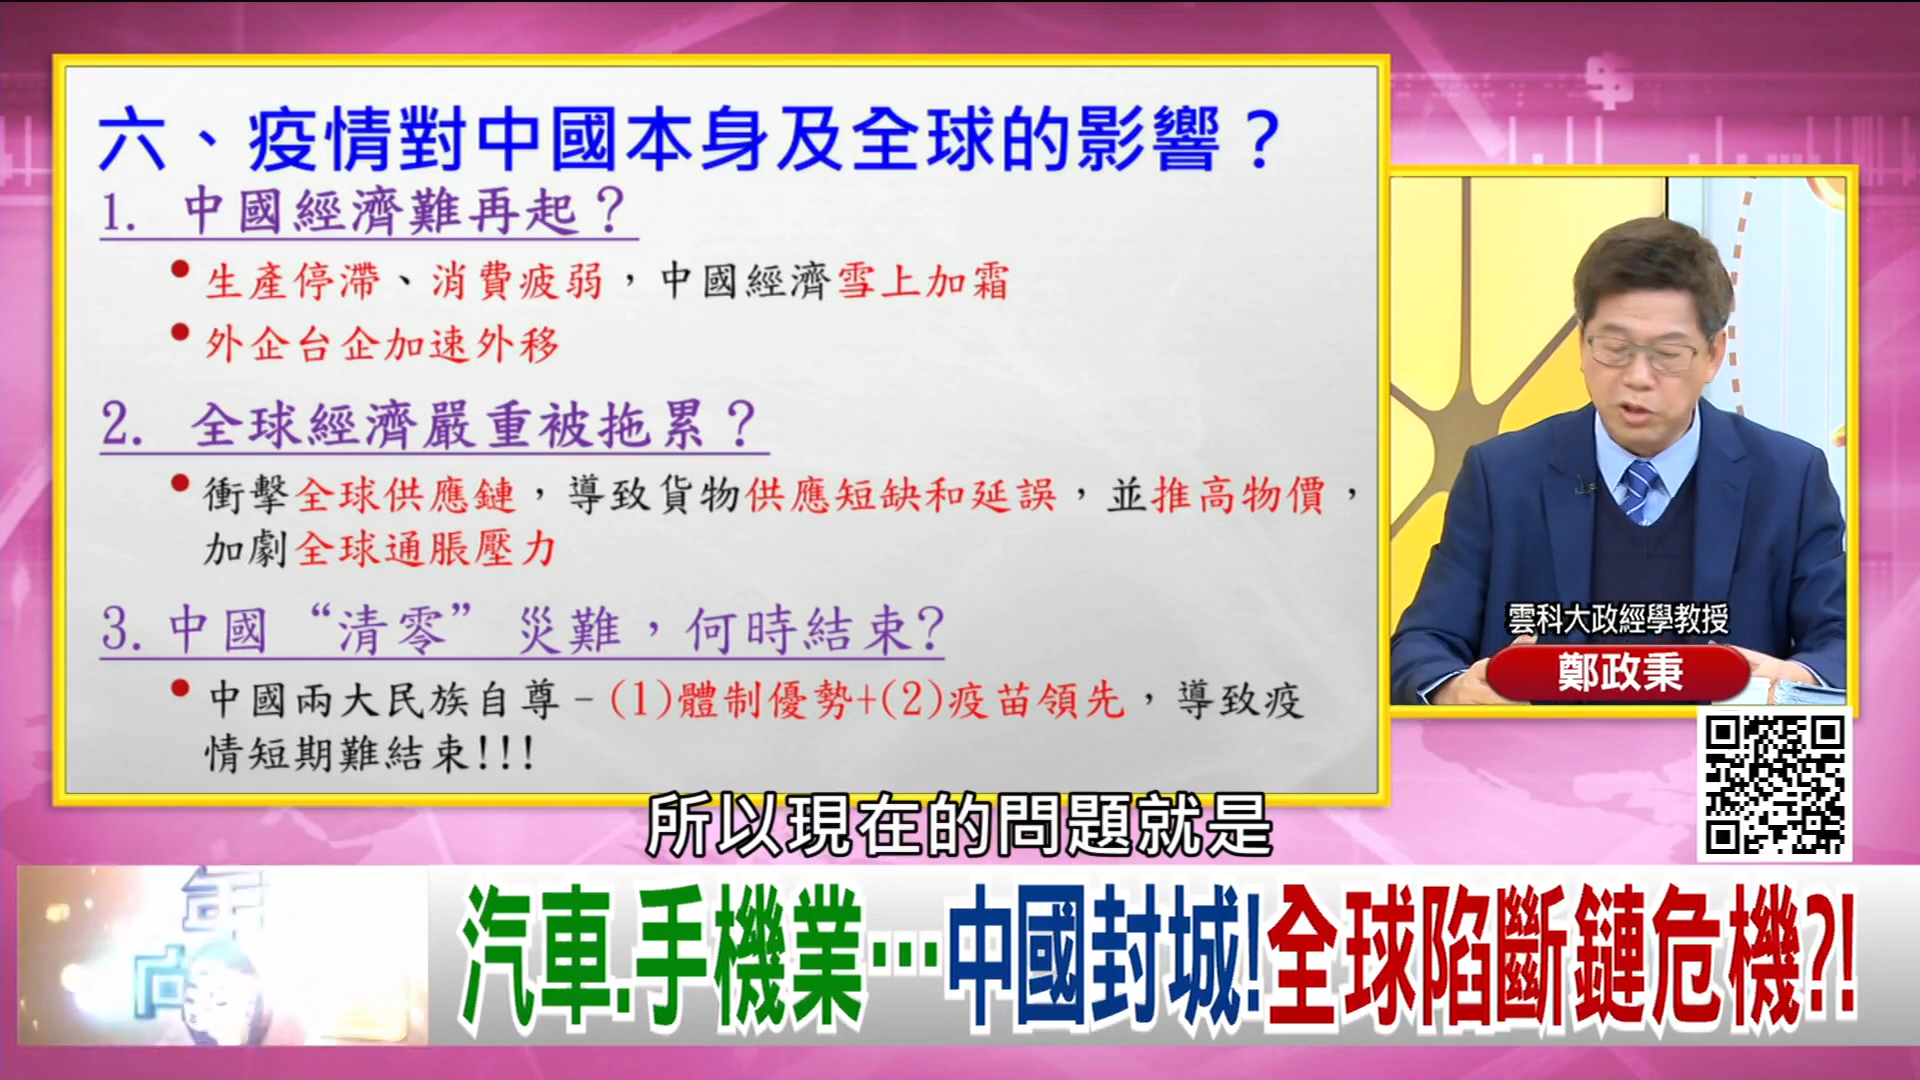 六、疫情對中國本身及全球的影響？
1. 中國經濟難再起？
•生產停滯、消費疲弱，中國經濟雪上加霜
•外企台企加速外移
2. 全球經濟嚴重被拖累？
•衝擊全球供應鏈，導致貨物供應短缺和延誤，並推高物價，
加劇全球通脹壓力
3.中國“清零”災難，何時結束?
•中國兩大民族自尊–(1)體制優勢+(2)疫苗領先，導致疫
情短期難結束!!!
雲科大政經學教授
鄭政秉
所以現在的問題就是
汽車.手機業…中國封城!全球陷斷鏈危機?!